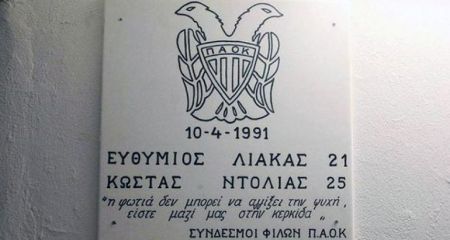 Π Α Ο Κ
10-4-1991
ΕΥΘΥΜΙΟΣ ΛΙΑΚΑΣ 21
ΚΩΣΤΑΣ ΝΤΟΛΙΑΣ 25
"η φωτιά δεν μπορεί να αγγίξει την ψυχή,
είστε μαζί μας στην κερκίδα"
ΣΥΝΔΕΣΜΟΙ ΦΙΛΩΝ Π.Α.Ο.Κ